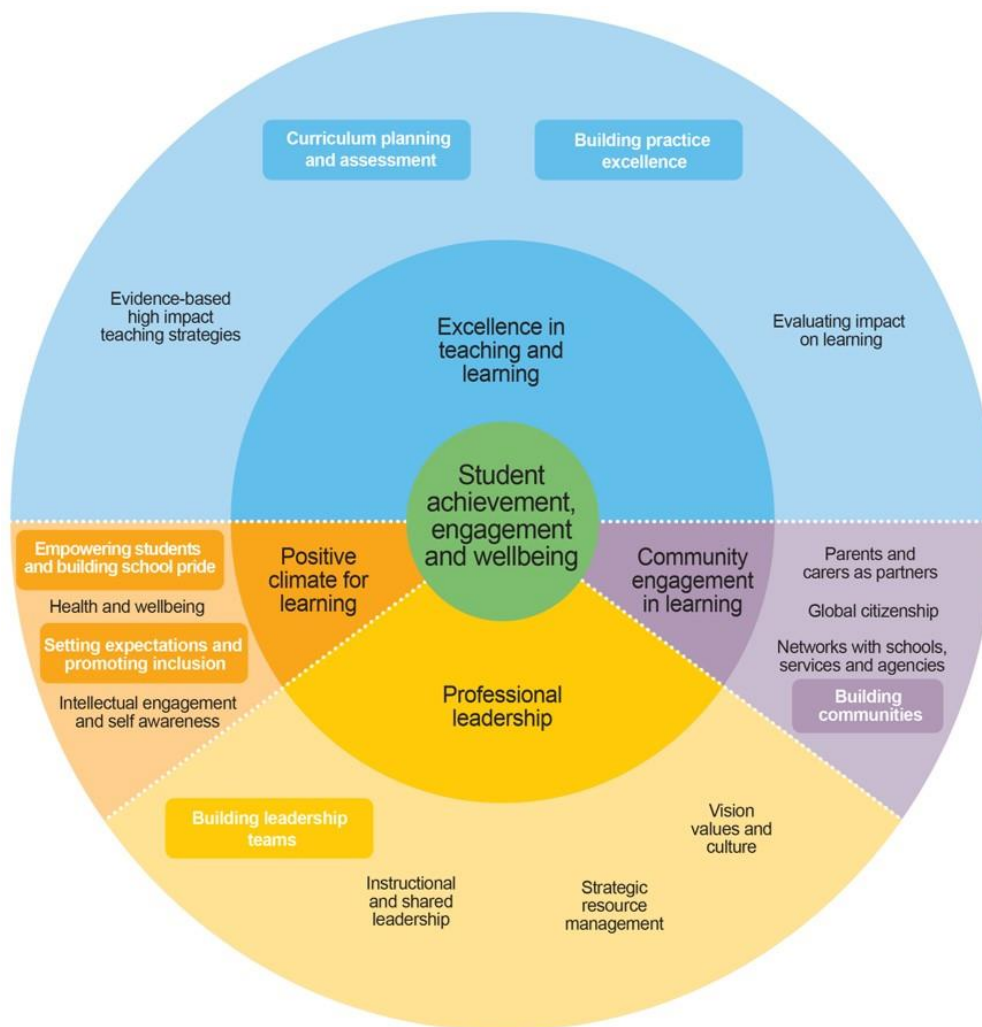 Curriculum planning
and assessment
Building practice
excellence
Evidence-based
high impact
teaching strategies
Excellence in
teaching and
learning
Evaluating impact
on learning
Student
achievement,
engagement
and wellbeing
Empowering students
and building school pride
Health and wellbeing
Setting expectations and
promoting inclusion
Intellectual engagement
and self awareness
Positive
climate for
learning
Community
engagement
in learning
Parents and
carers as partners
Global citizenship
Networks with schools,
services and agencies
Building
communities
Professional
leadership
Building leadership
teams
Instructional
and shared
leadership
Strategic
resource
management
Vision
values and
culture